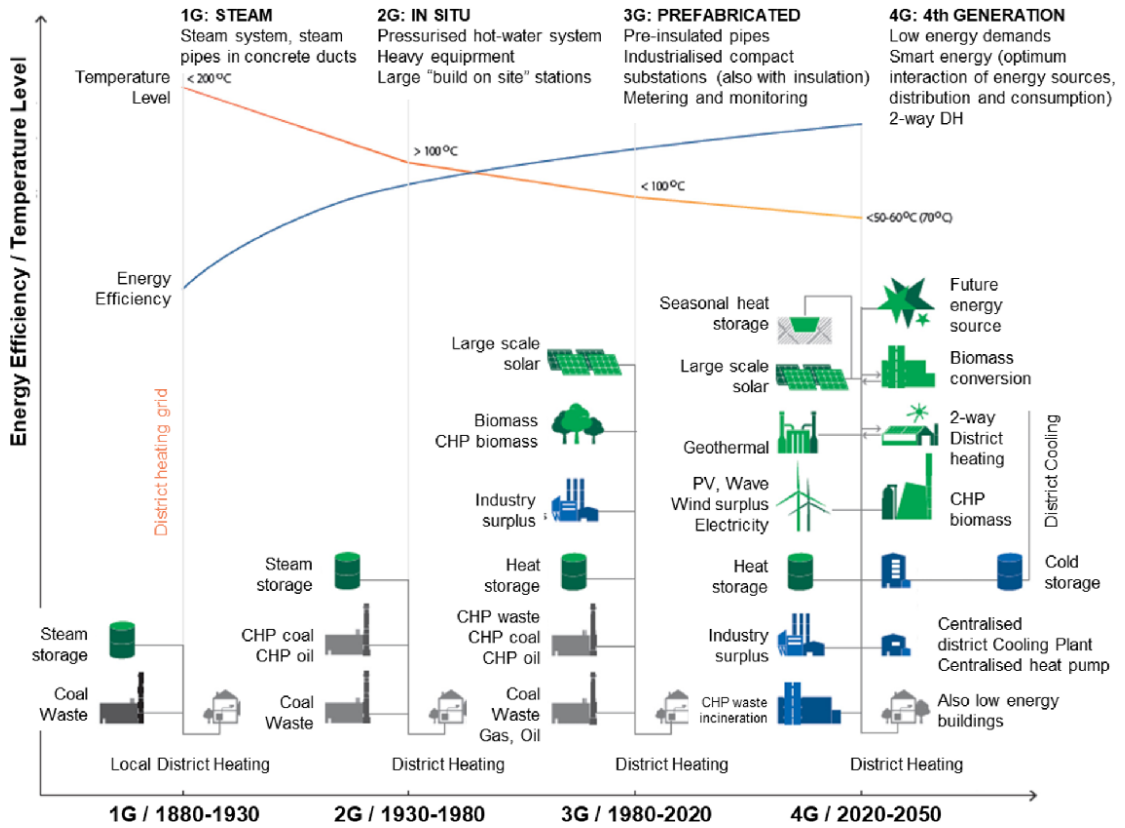 1G: STEAM
Steam system, steam
pipes in concrete ducts
2G: IN SITU
Pressurised hot-water system
Heavy equipment
Large “build on site” stations
3G: PREFABRICATED
Pre-insulated pipes
Industrialised compact
substations (also with insulation)
Metering and monitoring
4G: 4th GENERATION
Low energy demands
Smart energy (optimum
interaction of energy sources,
distribution and consumption)
2-way DH
Energy Efficiency / Temperature Level
Temperature
Level
< 200 °C
> 100 °C
< 100 °C
<50-60°C (70°C)
Energy
Efficiency
District heating grid
Steam
storage
Coal
Waste
Local District Heating
Steam
storage
CHP coal
CHP oil
Coal
Waste
District Heating
Large scale
solar
Biomass
CHP biomass
Industry
surplus
Heat
storage
CHP waste
CHP coal
CHP oil
Coal
Waste
Gas, Oil
District Heating
Seasonal heat
storage
Large scale
solar
Geothermal
PV, Wave
Wind surplus
Electricity
Heat
storage
Industry
surplus
CHP waste
incineration
Future
energy
source
Biomass
conversion
2-way
District
heating
CHP
biomass
District Cooling
Cold
storage
Centralised
district Cooling Plant
Centralised heat pump
Also low energy
buildings
District Heating
1G / 1880-1930
2G / 1930-1980
3G / 1980-2020
4G / 2020-2050